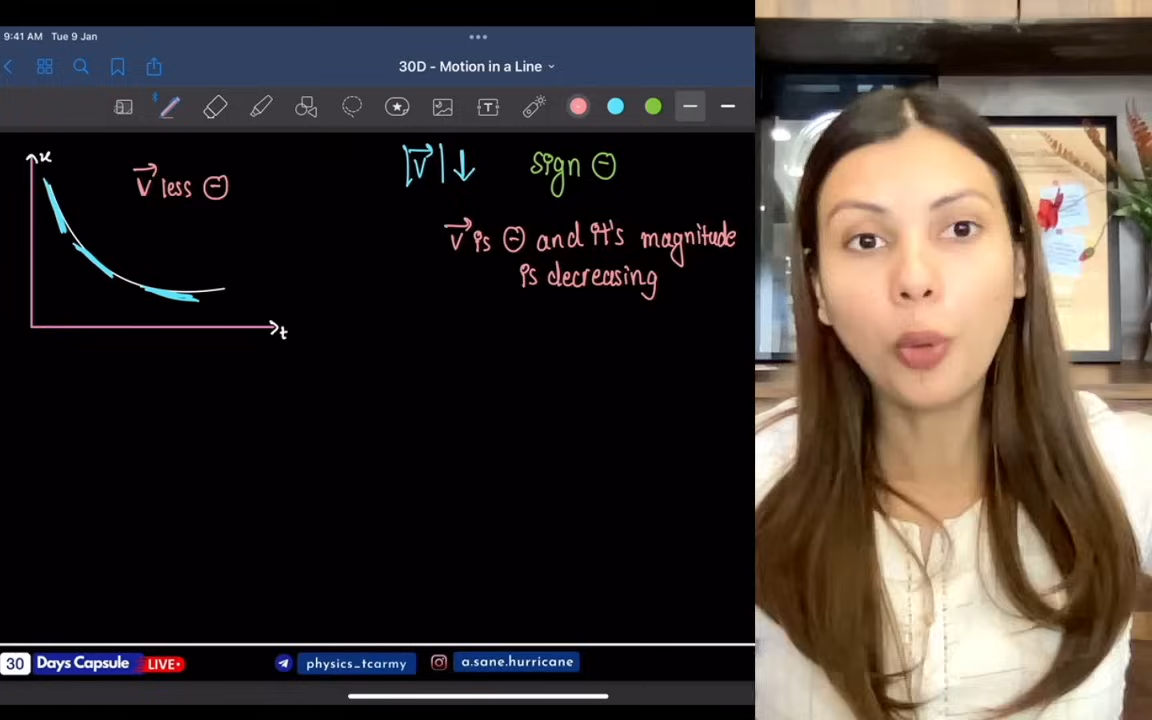 9:41 AM Tue 9 Jan
30D - Motion in a Line
x
v less ⊖
|v| ↓ sign ⊖
v is ⊖ and it's magnitude
is decreasing
t
30 Days Capsule LIVE
physics_tcarmy
a.sane.hurricane